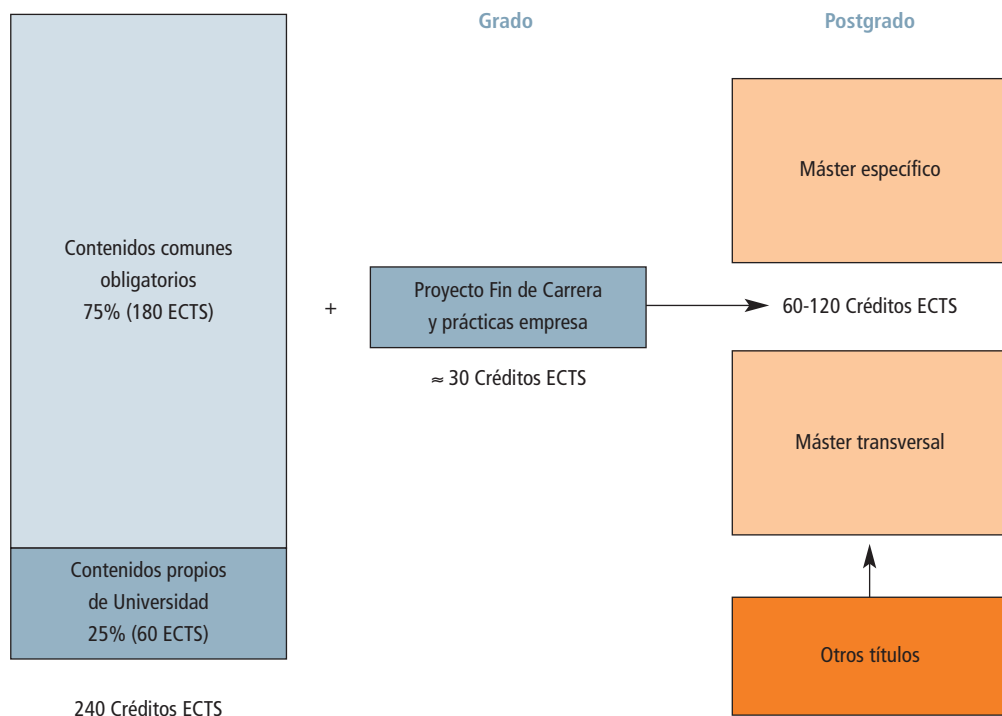 Grado
Postgrado
Contenidos comunes
obligatorios
75% (180 ECTS)
Contenidos propios
de Universidad
25% (60 ECTS)
240 Créditos ECTS
+
Proyecto Fin de Carrera
y prácticas empresa
≈ 30 Créditos ECTS
Máster específico
60-120 Créditos ECTS
Máster transversal
Otros títulos